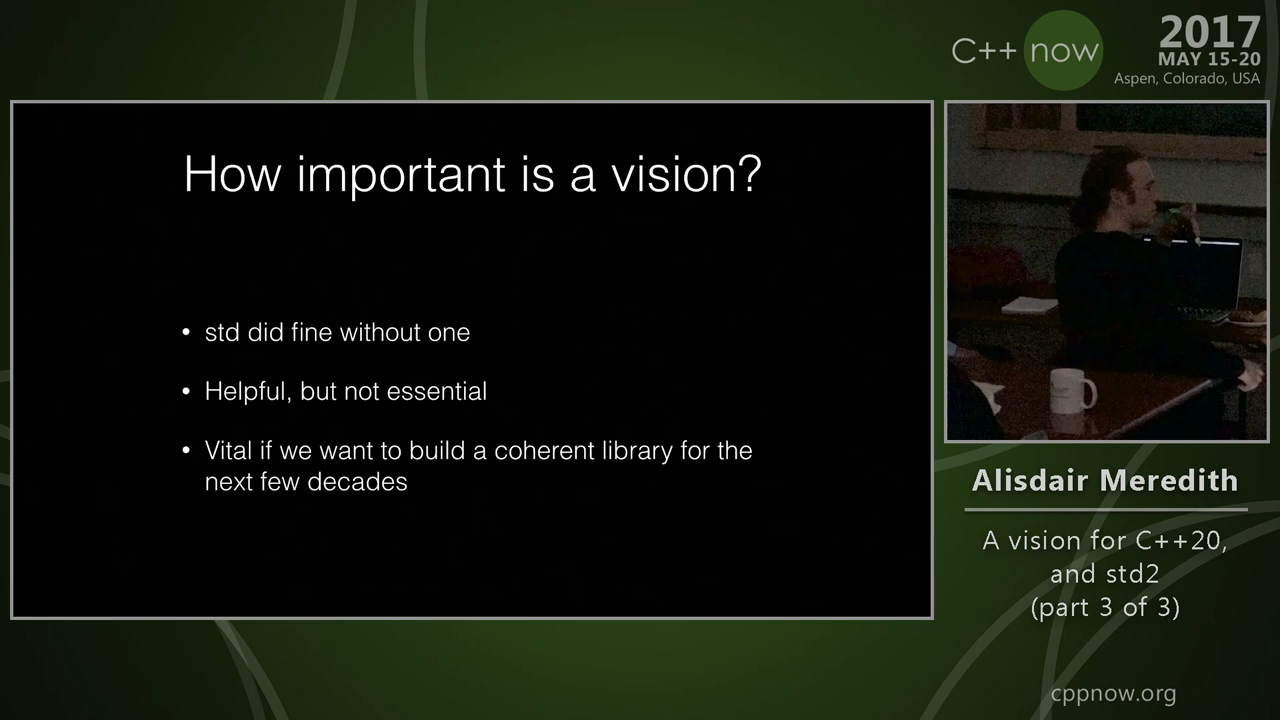 C++ now
2017
MAY 15-20
Aspen, Colorado, USA
How important is a vision?
• std did fine without one
• Helpful, but not essential
• Vital if we want to build a coherent library for the
next few decades
Alisdair Meredith
A vision for C++20,
and std2
(part 3 of 3)
cppnow.org